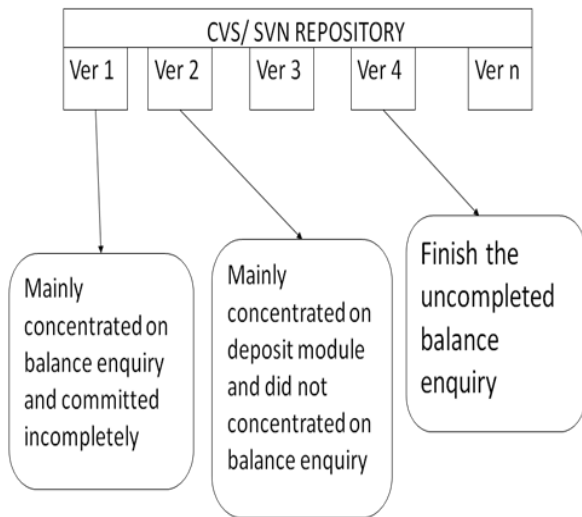 CVS/ SVN REPOSITORY
Ver 1 Ver 2 Ver 3 Ver 4 Ver n
Mainly
concentrated on
balance enquiry
and committed
incompletely
Mainly
concentrated on
deposit module
and did not
concentrated on
balance enquiry
Finish the
uncompleted
balance
enquiry